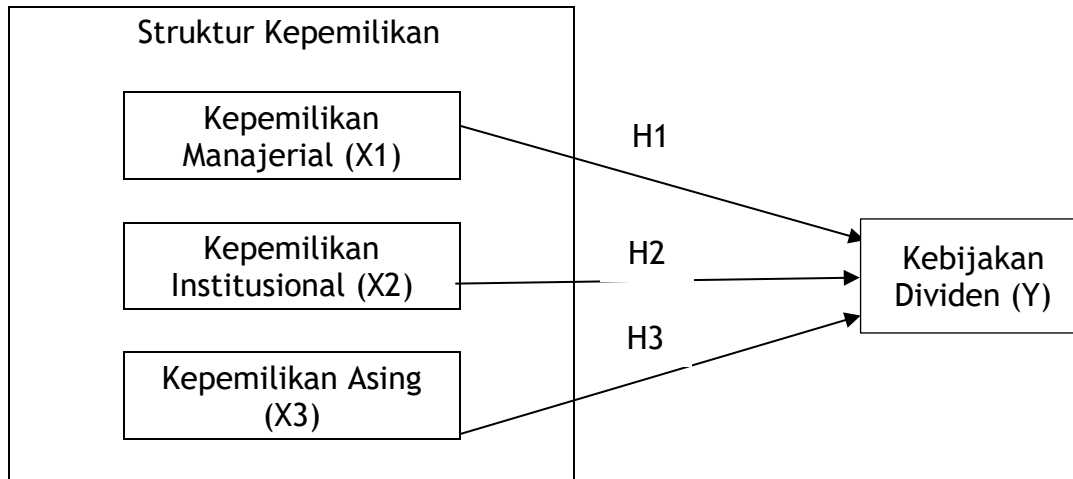 Struktur Kepemilikan
Kepemilikan
Manajerial (X1)
H1
Kepemilikan
Institusional (X2)
H2
Kebijakan
Dividen (Y)
H3
Kepemilikan Asing
(X3)